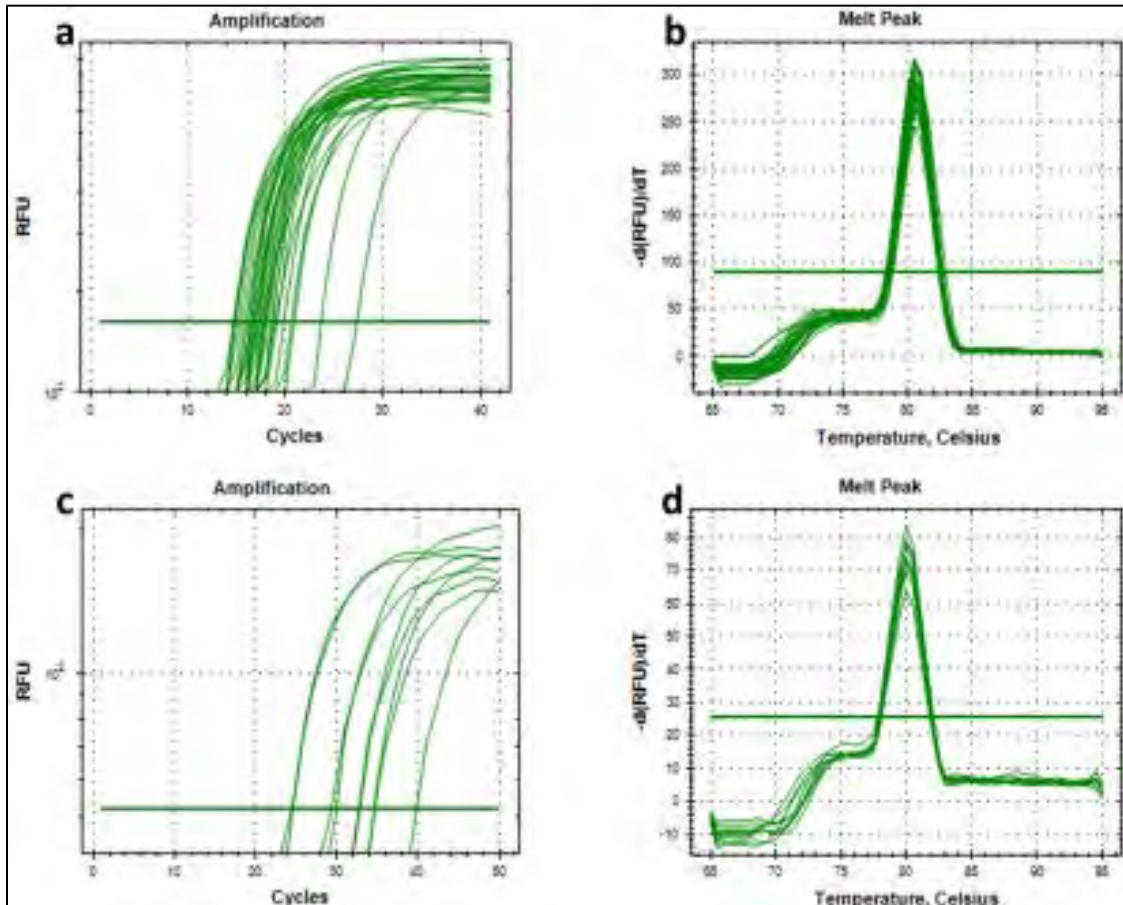 a Amplification
RFU
0 10 20 30 40
Cycles
b Melt Peak
-d(RFU)/dT
300
250
200
150
100
50
0
65 70 75 80 85 90 95
Temperature, Celsius
c Amplification
RFU
0 10 20 30 40 50
Cycles
d Melt Peak
-d(RFU)/dT
80
70
60
50
40
30
20
10
0
-10
65 70 75 80 85 90 95
Temperature, Celsius